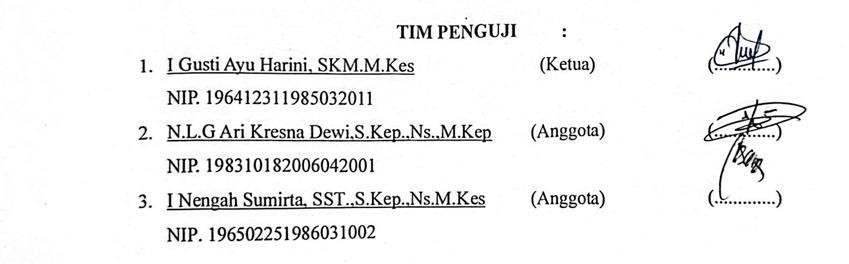 TIM PENGUJI :
1. I Gusti Ayu Harini, SKM.M.Kes (Ketua) (............)
NIP. 196412311985032011
2. N.L.G Ari Kresna Dewi,S.Kep.,Ns.,M.Kep (Anggota) (............)
NIP. 198310182006042001
3. I Nengah Sumirta, SST.,S.Kep.,Ns.M.Kes (Anggota) (............)
NIP. 196502251986031002